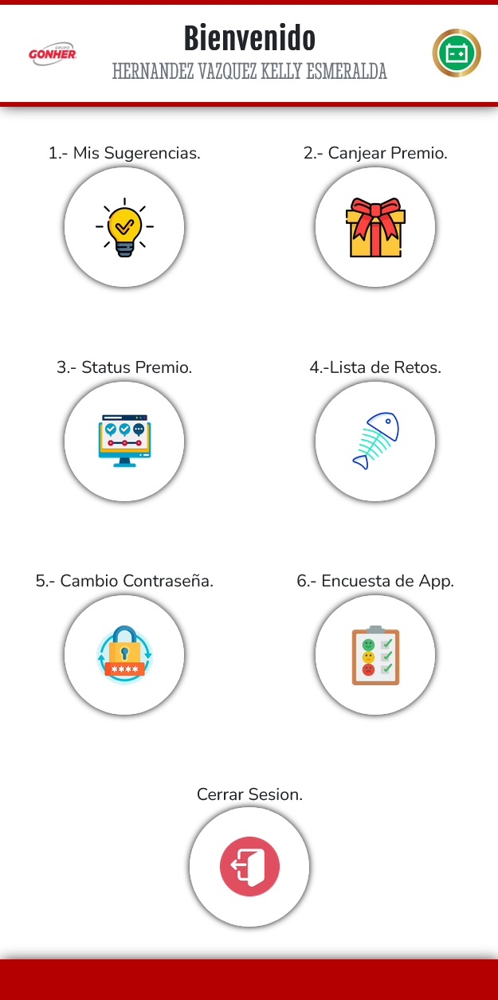 Bienvenido
GRUPO
GONHER
HERNANDEZ VAZQUEZ KELLY ESMERALDA
1.- Mis Sugerencias.
2.- Canjear Premio.
3.- Status Premio.
4.-Lista de Retos.
5.- Cambio Contraseña.
****
6.- Encuesta de App.
Cerrar Sesion.